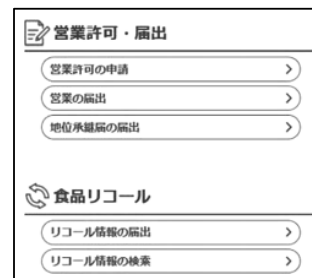 営業許可・届出
営業許可の申請
営業の届出
地位承継届の届出
食品リコール
リコール情報の届出
リコール情報の検索